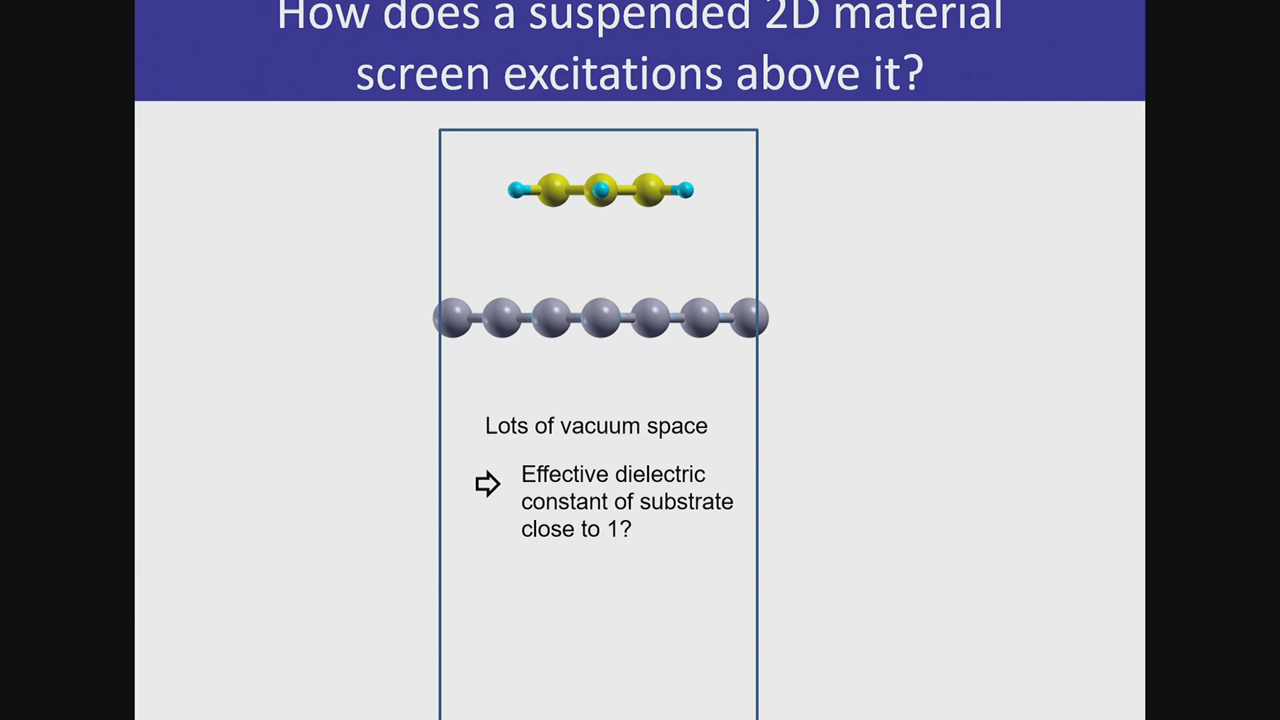 How does a suspended 2D material
screen excitations above it?
Lots of vacuum space
Effective dielectric
constant of substrate
close to 1?